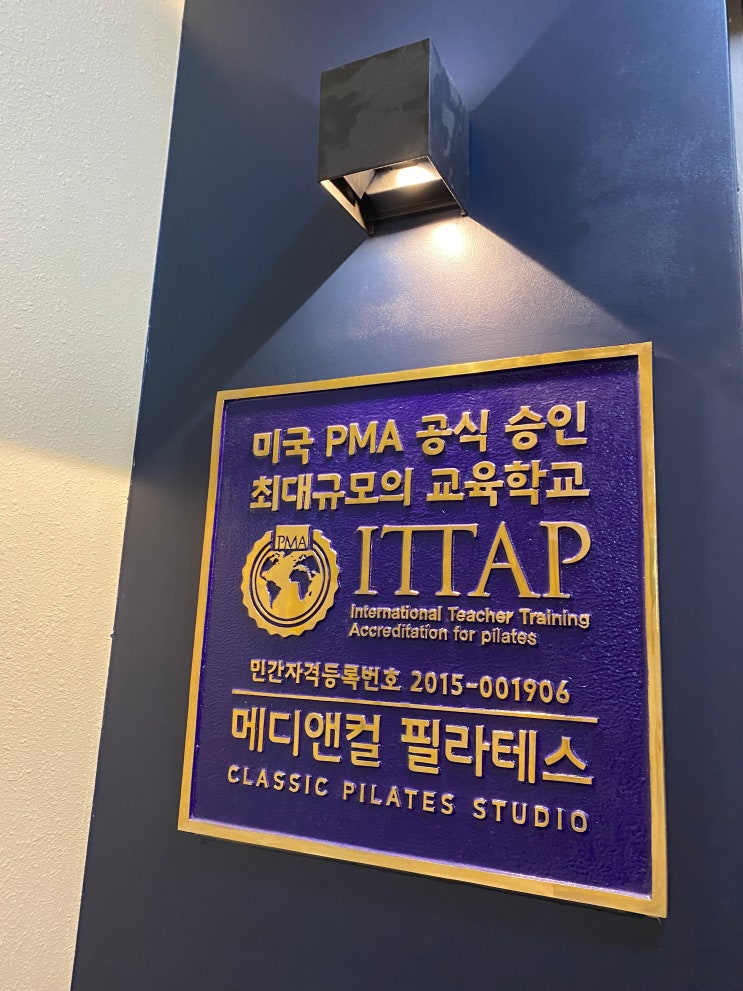 미국 PMA 공식 승인
최대규모의 교육학교
PMA
ITTAP
International Teacher Training
Accreditation for pilates
민간자격등록번호 2015-001906
메디앤컬 필라테스
CLASSIC PILATES STUDIO